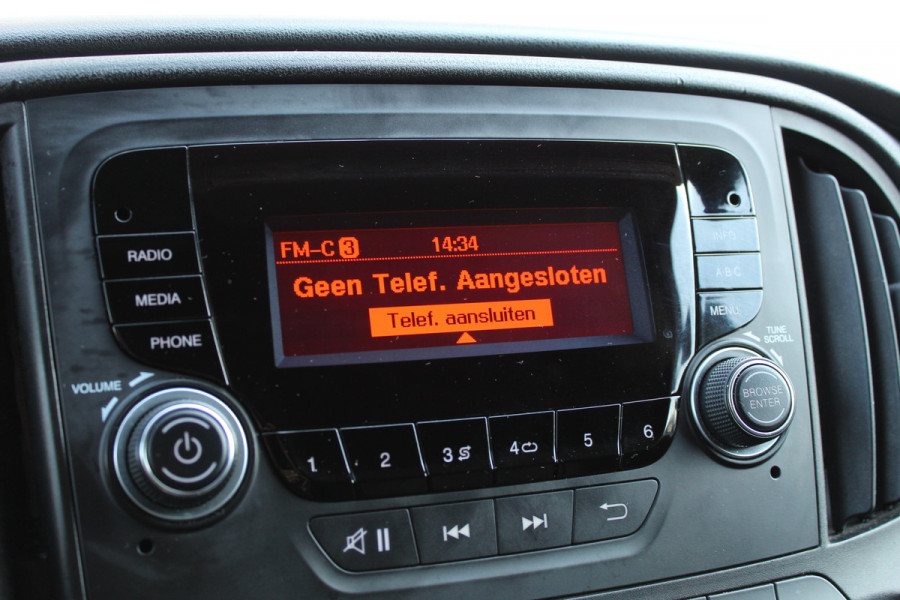 FM-C 3 14:34
Geen Telef. Aangesloten
Telef. aansluiten
RADIO
MEDIA
PHONE
VOLUME
INFO
A-B-C
MENU
TUNE
SCROLL
BROWSE
ENTER
1 2 3 4 5 6